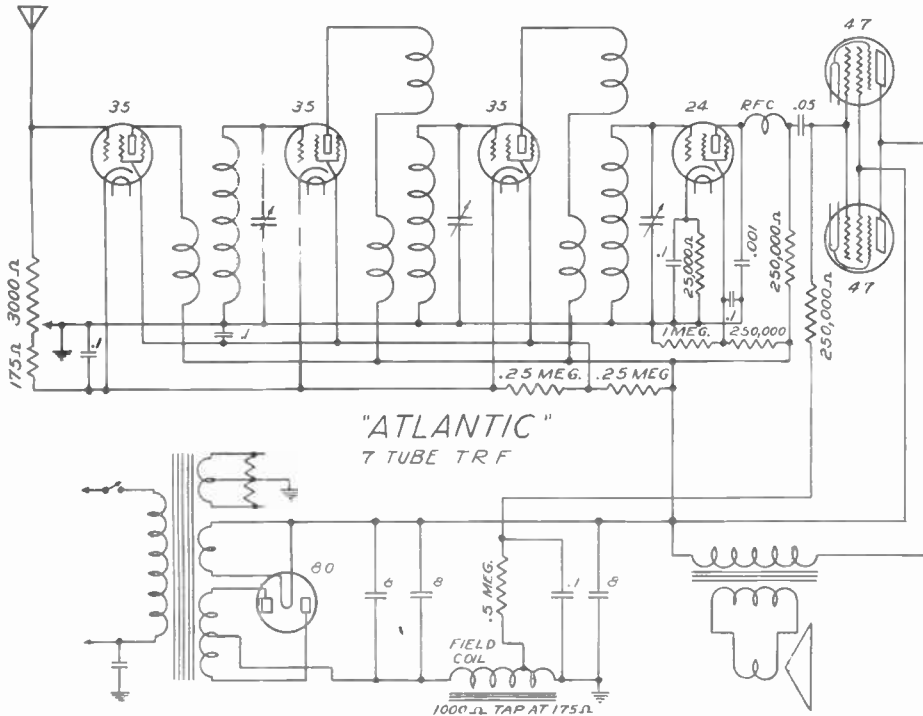 47
35
35
35
24
RFC
.05
3000Ω
175Ω
.1
.1
.1
25,000Ω
.1
.001
250,000Ω
250,000Ω
47
1 MEG.
250,000
.25 MEG.
.25 MEG
"ATLANTIC"
7 TUBE TRF
80
8
8
.5 MEG.
.1
8
FIELD
COIL
1000Ω TAP AT 175Ω